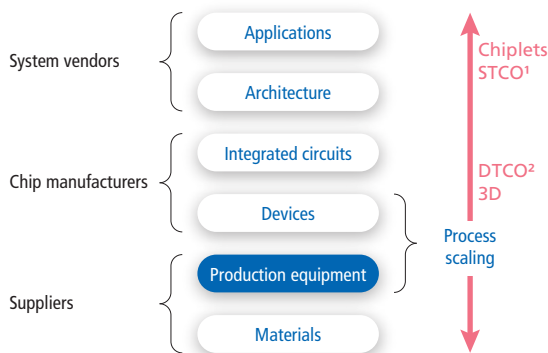 System vendors
Applications
Architecture
Chip manufacturers
Integrated circuits
Devices
Suppliers
Production equipment
Materials
Process
scaling
Chiplets
STCO¹
DTCO²
3D